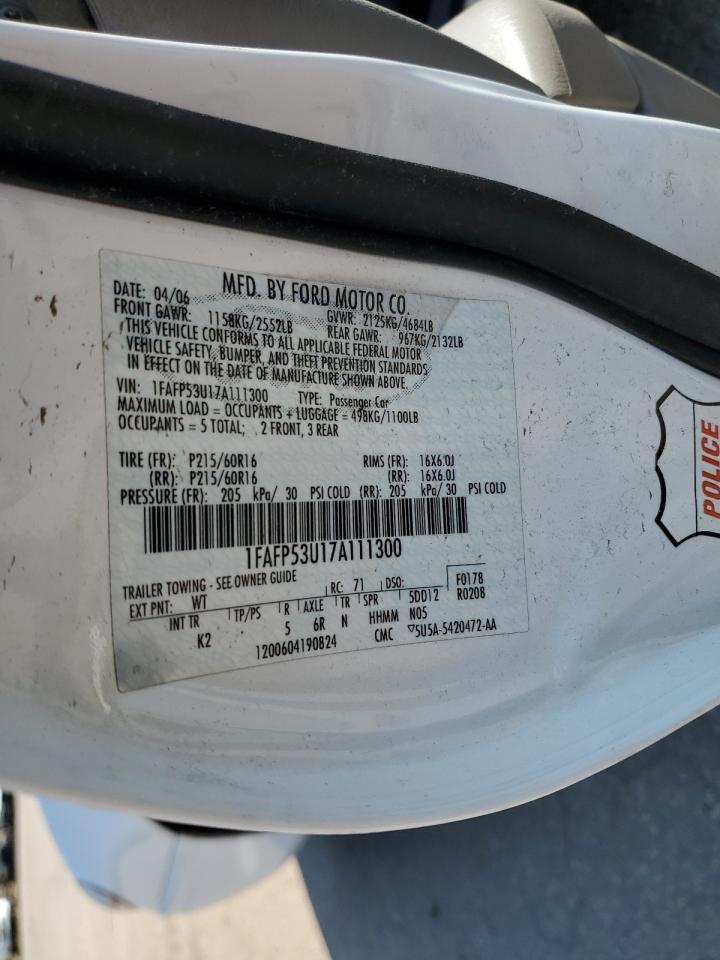 MFD. BY FORD MOTOR CO.
DATE: 04/06 GVWR: 2125KG/4684LB
FRONT GAWR: 1158KG/2552LB REAR GAWR: 967KG/2132LB
THIS VEHICLE CONFORMS TO ALL APPLICABLE FEDERAL MOTOR
VEHICLE SAFETY, BUMPER, AND THEFT PREVENTION STANDARDS
IN EFFECT ON THE DATE OF MANUFACTURE SHOWN ABOVE.
VIN: 1FAFP53U17A111300 TYPE: Passenger Car
MAXIMUM LOAD = OCCUPANTS + LUGGAGE = 498KG/1100LB
OCCUPANTS = 5 TOTAL; 2 FRONT, 3 REAR
TIRE (FR): P215/60R16 RIMS (FR): 16X6.0J
(RR): P215/60R16 (RR): 16X6.0J
PRESSURE (FR): 205 kPa/ 30 PSI COLD (RR): 205 kPa/ 30 PSI COLD
1FAFP53U17A111300
TRAILER TOWING - SEE OWNER GUIDE
EXT PNT: WT RC: 71 DSO: F0178
R0208
INT TR TP/PS R AXLE TR SPR 5DD12
K2 5 6R N HHMM N05
1200604190824 CMC ▽5U5A-5420472-AA
POLICE